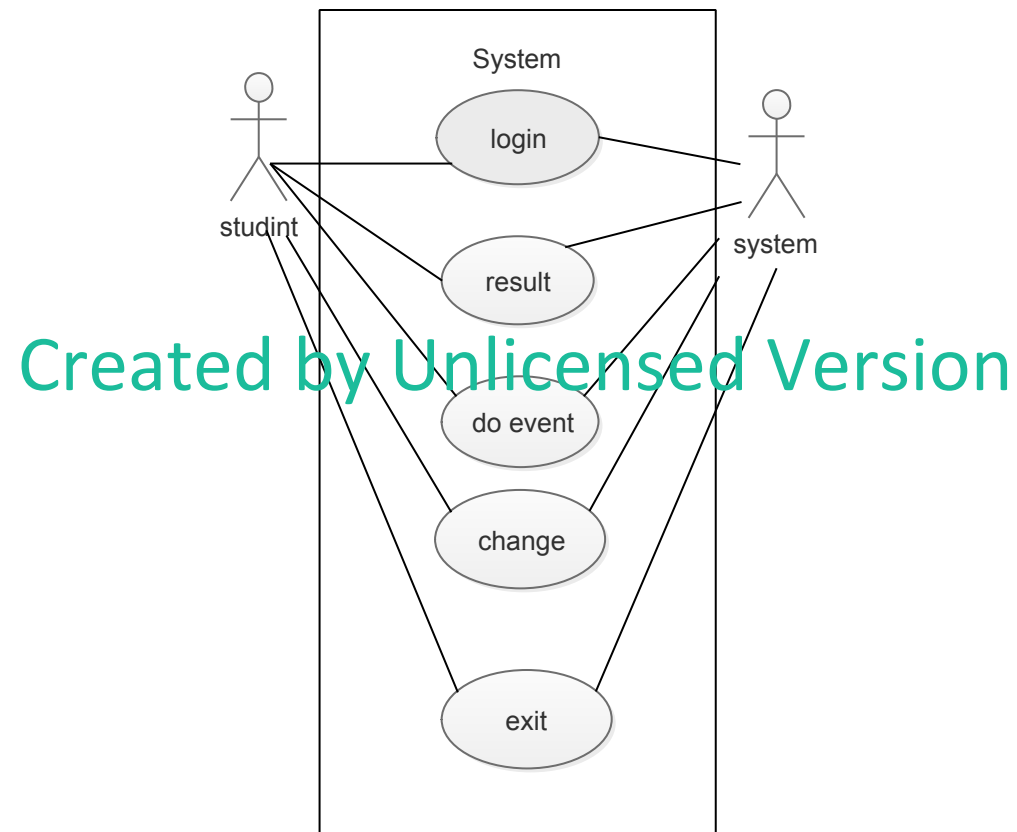 System
login
studint
system
result
Created by Unlicensed Version
do event
change
exit